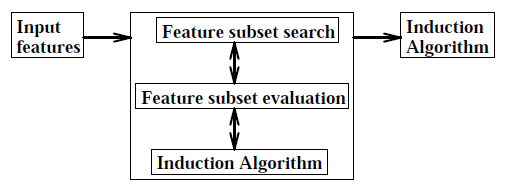 Input
features
Feature subset search
Feature subset evaluation
Induction Algorithm
Induction
Algorithm